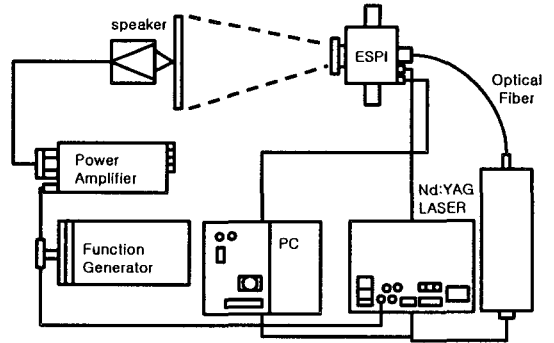 speaker
ESPI
Optical
Fiber
Power
Amplifier
Nd:YAG
LASER
Function
Generator
PC